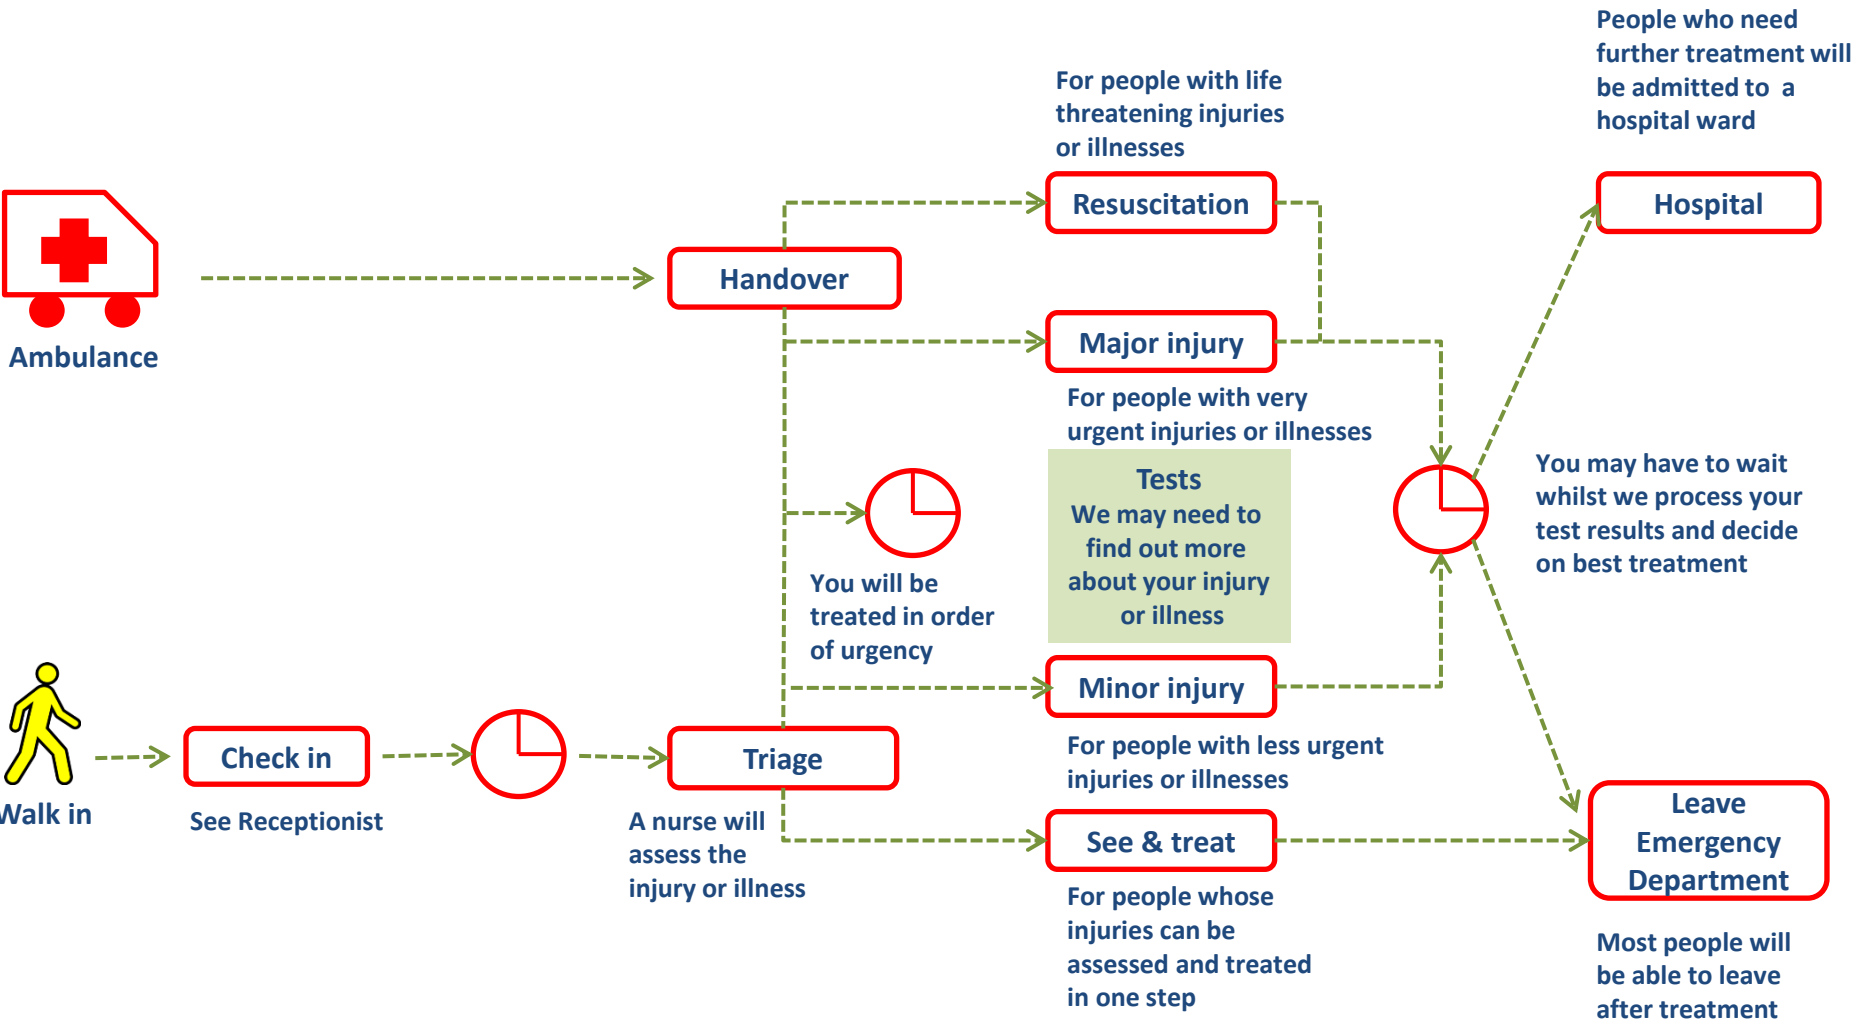 People who need
further treatment will
be admitted to a
hospital ward
For people with life
threatening injuries
or illnesses
Resuscitation
Hospital
Handover
Major injury
Ambulance
For people with very
urgent injuries or illnesses
Tests
We may need to
find out more
about your injury
or illness
You may have to wait
whilst we process your
test results and decide
on best treatment
You will be
treated in order
of urgency
Minor injury
Check in
Triage
For people with less urgent
injuries or illnesses
Walk in
See Receptionist
A nurse will
assess the
injury or illness
See & treat
Leave
Emergency
Department
For people whose
injuries can be
assessed and treated
in one step
Most people will
be able to leave
after treatment